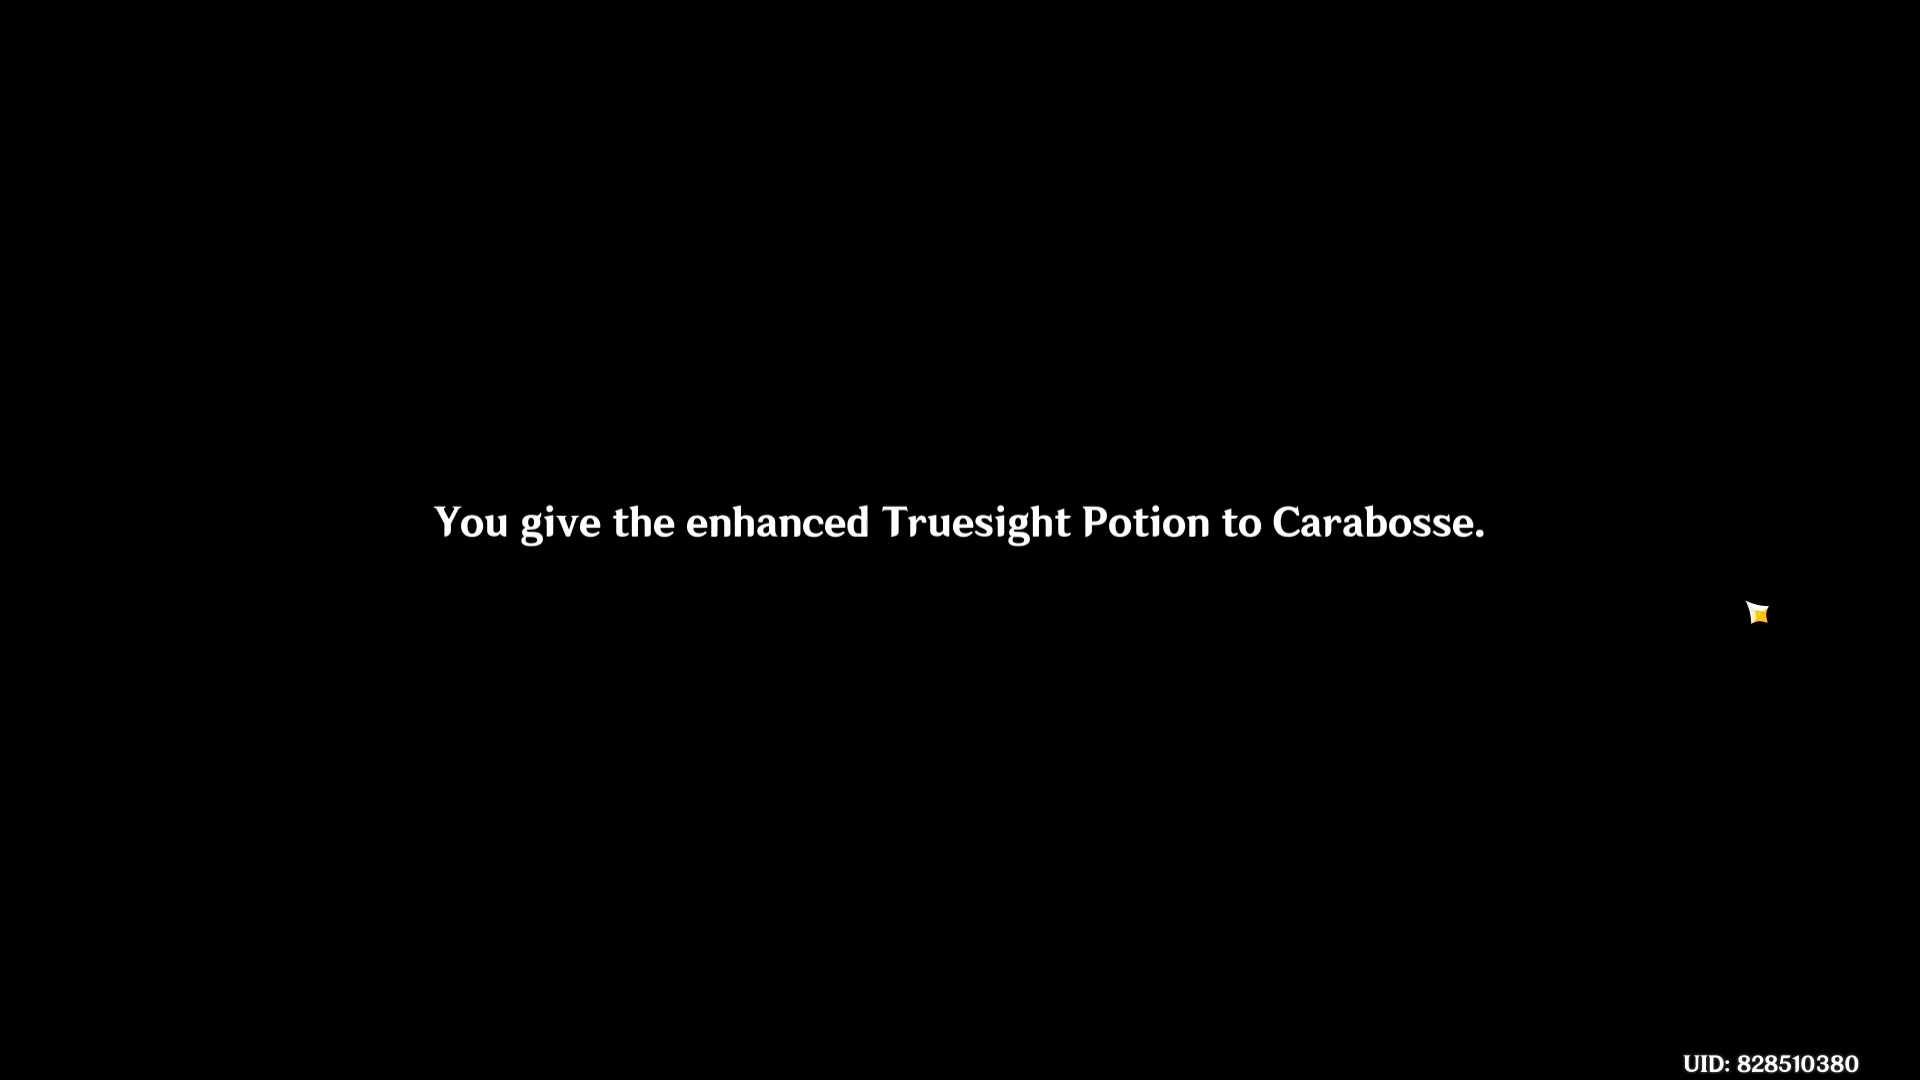 You give the enhanced Truesight Potion to Carabosse.
UID: 828510380